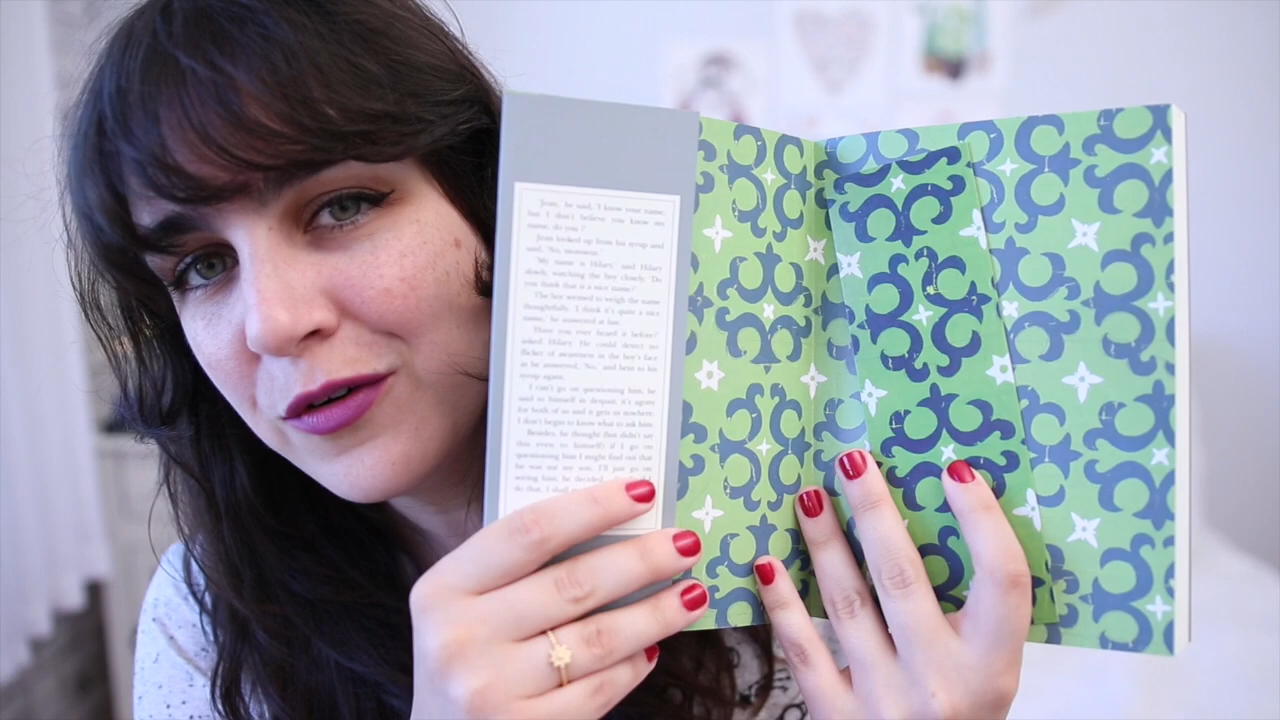 'Jean,' he said, 'I know your name,
but I don't believe you know my
name, do you?'
Jean looked up from his syrup and
said, 'No, monsieur.'
'My name is Hilary,' said Hilary
slowly, watching the boy closely, 'Do
you think that is a nice name?'
The boy seemed to weigh the name
thoughtfully. 'I think it's quite a nice
name,' he answered at last.
'Have you ever heard it before?'
asked Hilary. He could detect no
flicker of awareness in the boy's face
as he answered, 'No,' and bent to his
syrup again.
I can't go on questioning him, he
said to himself in despair, it's agony
for both of us and it gets us nowhere.
I don't begin to know what to ask him.
Besides, he thought (but didn't say
this even to himself) if I go on
questioning him I might find out that
he was not my son. I'll just go on
seeing him, he decided,
do that, I shall